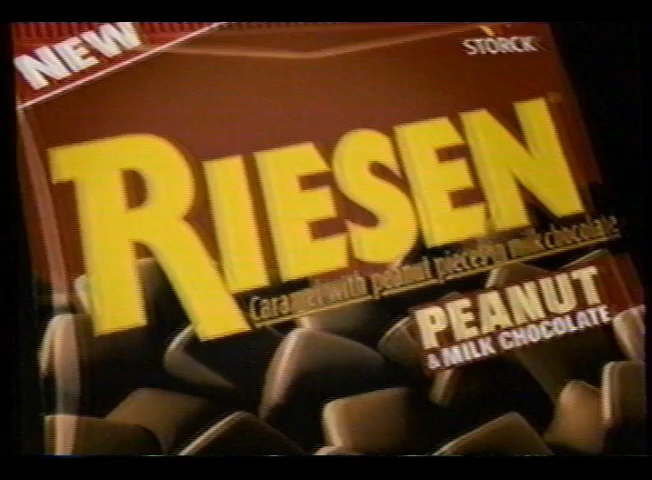 NEW
STORCK
RIESEN
Caramel with peanut pieces in milk chocolate
PEANUT
& MILK CHOCOLATE